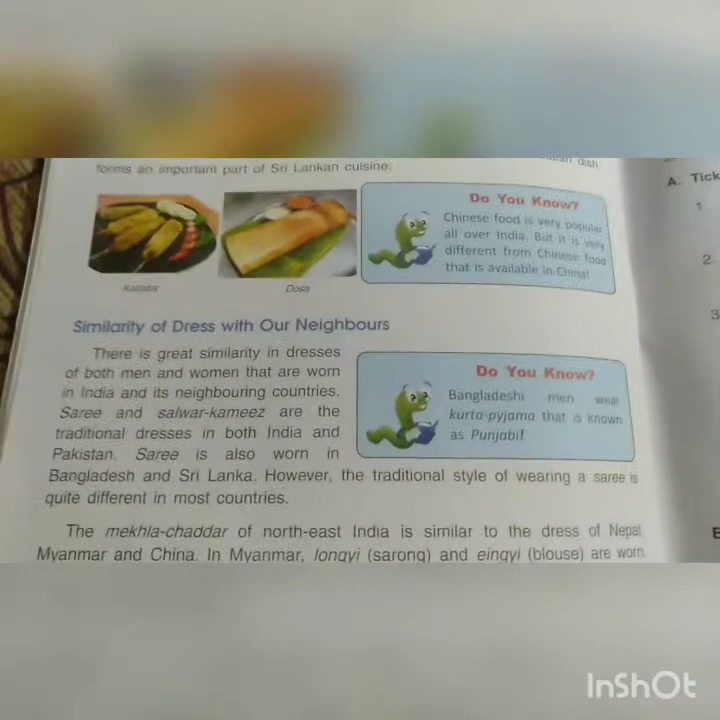 dish
forms an important part of Sri Lankan cuisine.
Kababs
Dosa
Do You Know?
Chinese food is very popular
all over India. But it is very
different from Chinese food
that is available in China!
Similarity of Dress with Our Neighbours
There is great similarity in dresses
of both men and women that are worn
in India and its neighbouring countries.
Saree and salwar-kameez are the
traditional dresses in both India and
Pakistan. Saree is also worn in
Bangladesh and Sri Lanka. However, the traditional style of wearing a saree is
quite different in most countries.
Do You Know?
Bangladeshi men wear
kurta-pyjama that is known
as Punjabi!
The mekhla-chaddar of north-east India is similar to the dress of Nepal,
Myanmar and China. In Myanmar, longyi (sarong) and eingyi (blouse) are worn.
A. Tick
1.
2.
3
InShOt